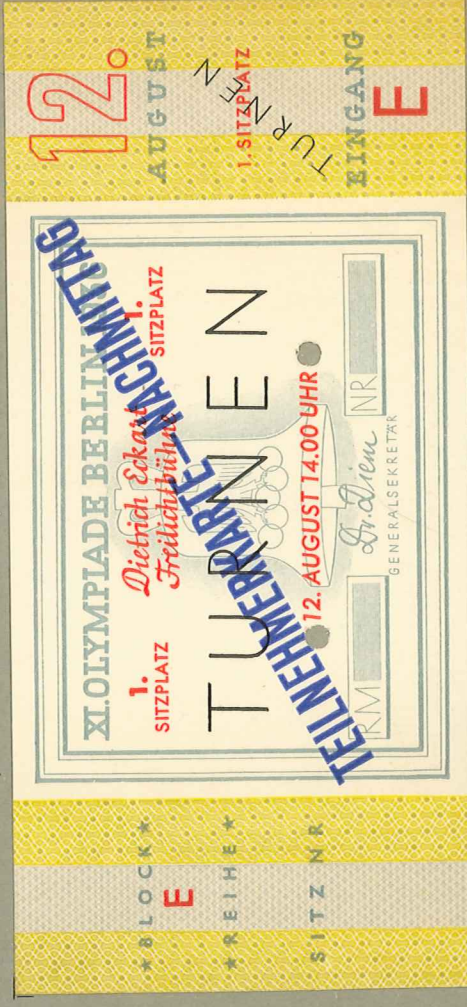 ★BLOCK★
E
★REIHE★
SITZ NR
XI.OLYMPIADE BERLIN 1936
1.
SITZPLATZ
Dietrich Eckart-
Freilichtbühne
1.
SITZPLATZ
TURNEN
TEILNEHMERKARTE–NACHMITTAG
12. AUGUST 14.00 UHR
RM
NR
Dr. Diem
GENERALSEKRETÄR
12.
AUGUST
1. SITZPLATZ
TURNEN
EINGANG
E